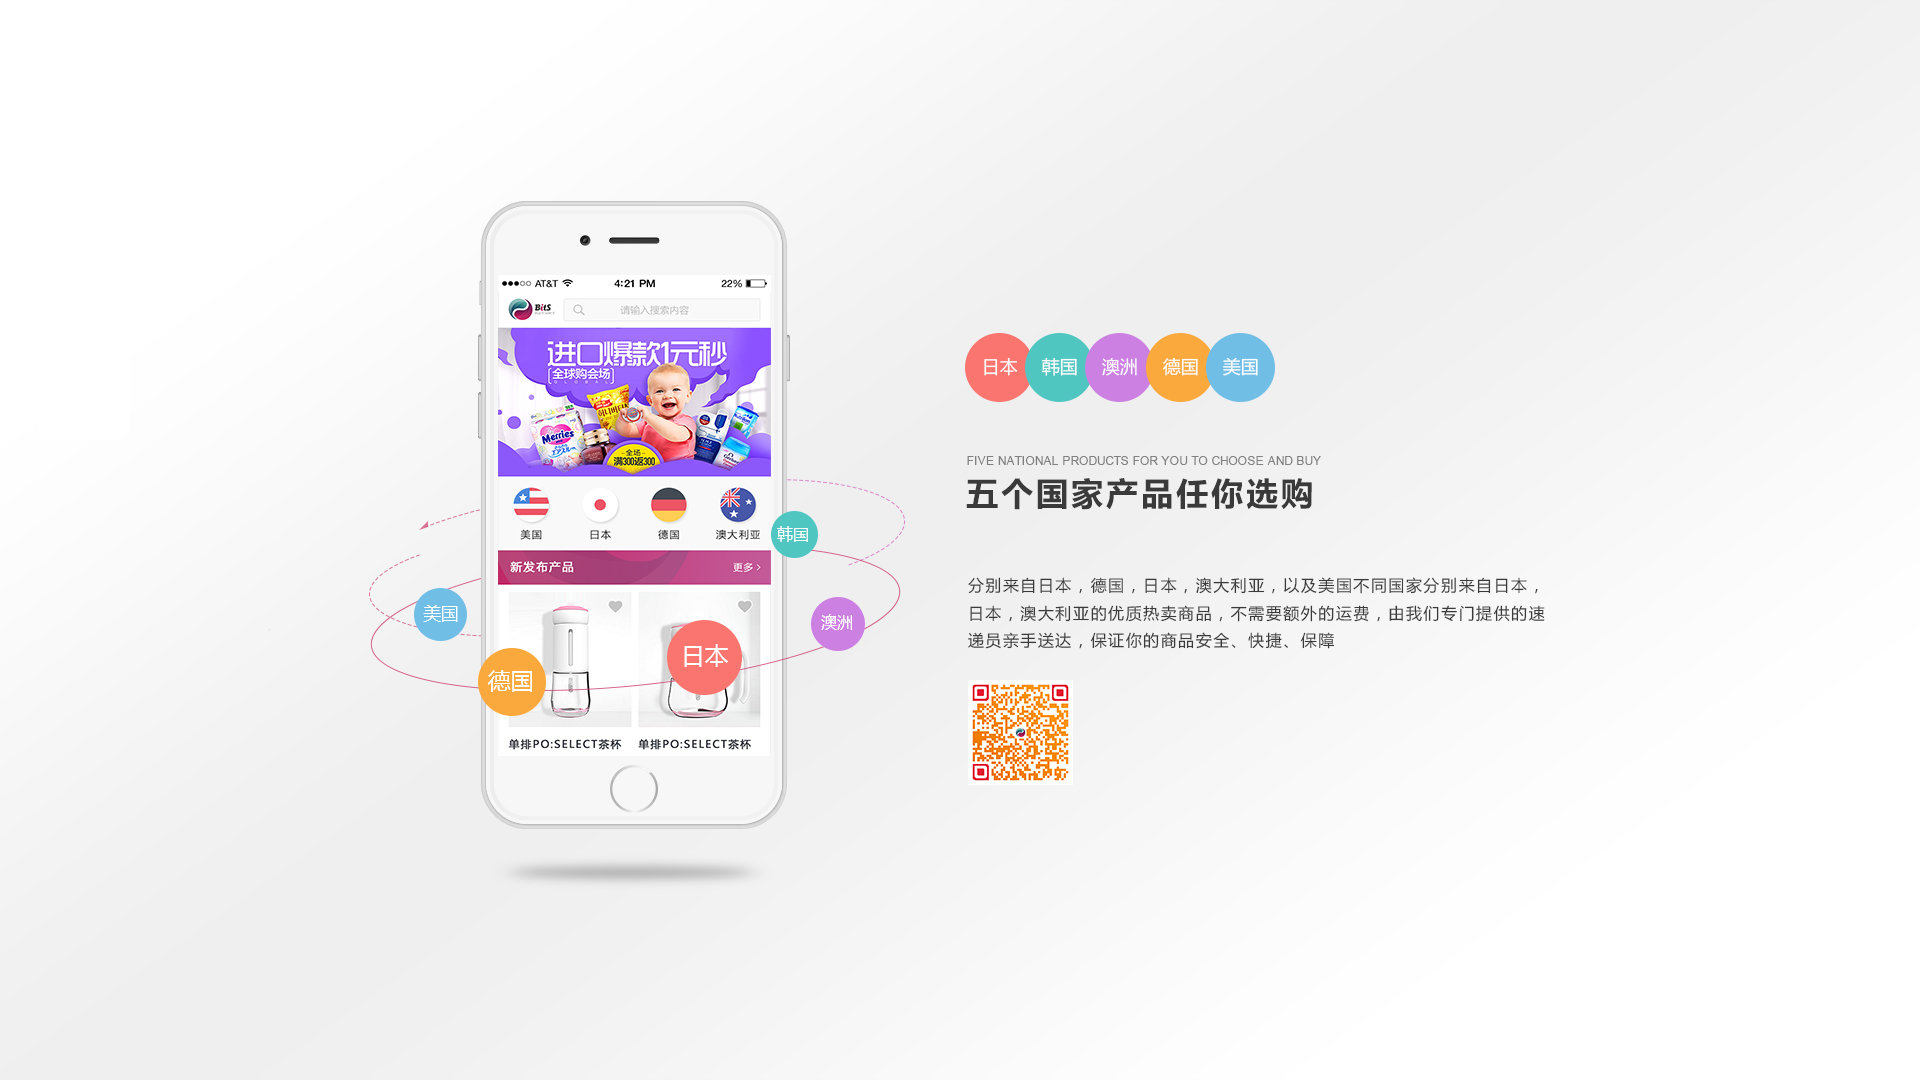 ●●●○○ AT&T
4:21 PM
22%
BitS
请输入搜索内容
进口爆款1元秒
[全球购会场]
GLOBAL
Merries
全场
满300返300
美国
日本
德国
澳大利亚
新发布产品
更多 >
韩国
美国
澳洲
德国
日本
单排PO:SELECT茶杯
单排PO:SELECT茶杯
日本
韩国
澳洲
德国
美国
FIVE NATIONAL PRODUCTS FOR YOU TO CHOOSE AND BUY
五个国家产品任你选购
分别来自日本，德国，日本，澳大利亚，以及美国不同国家分别来自日本，
日本，澳大利亚的优质热卖商品，不需要额外的运费，由我们专门提供的速
递员亲手送达，保证你的商品安全、快捷、保障